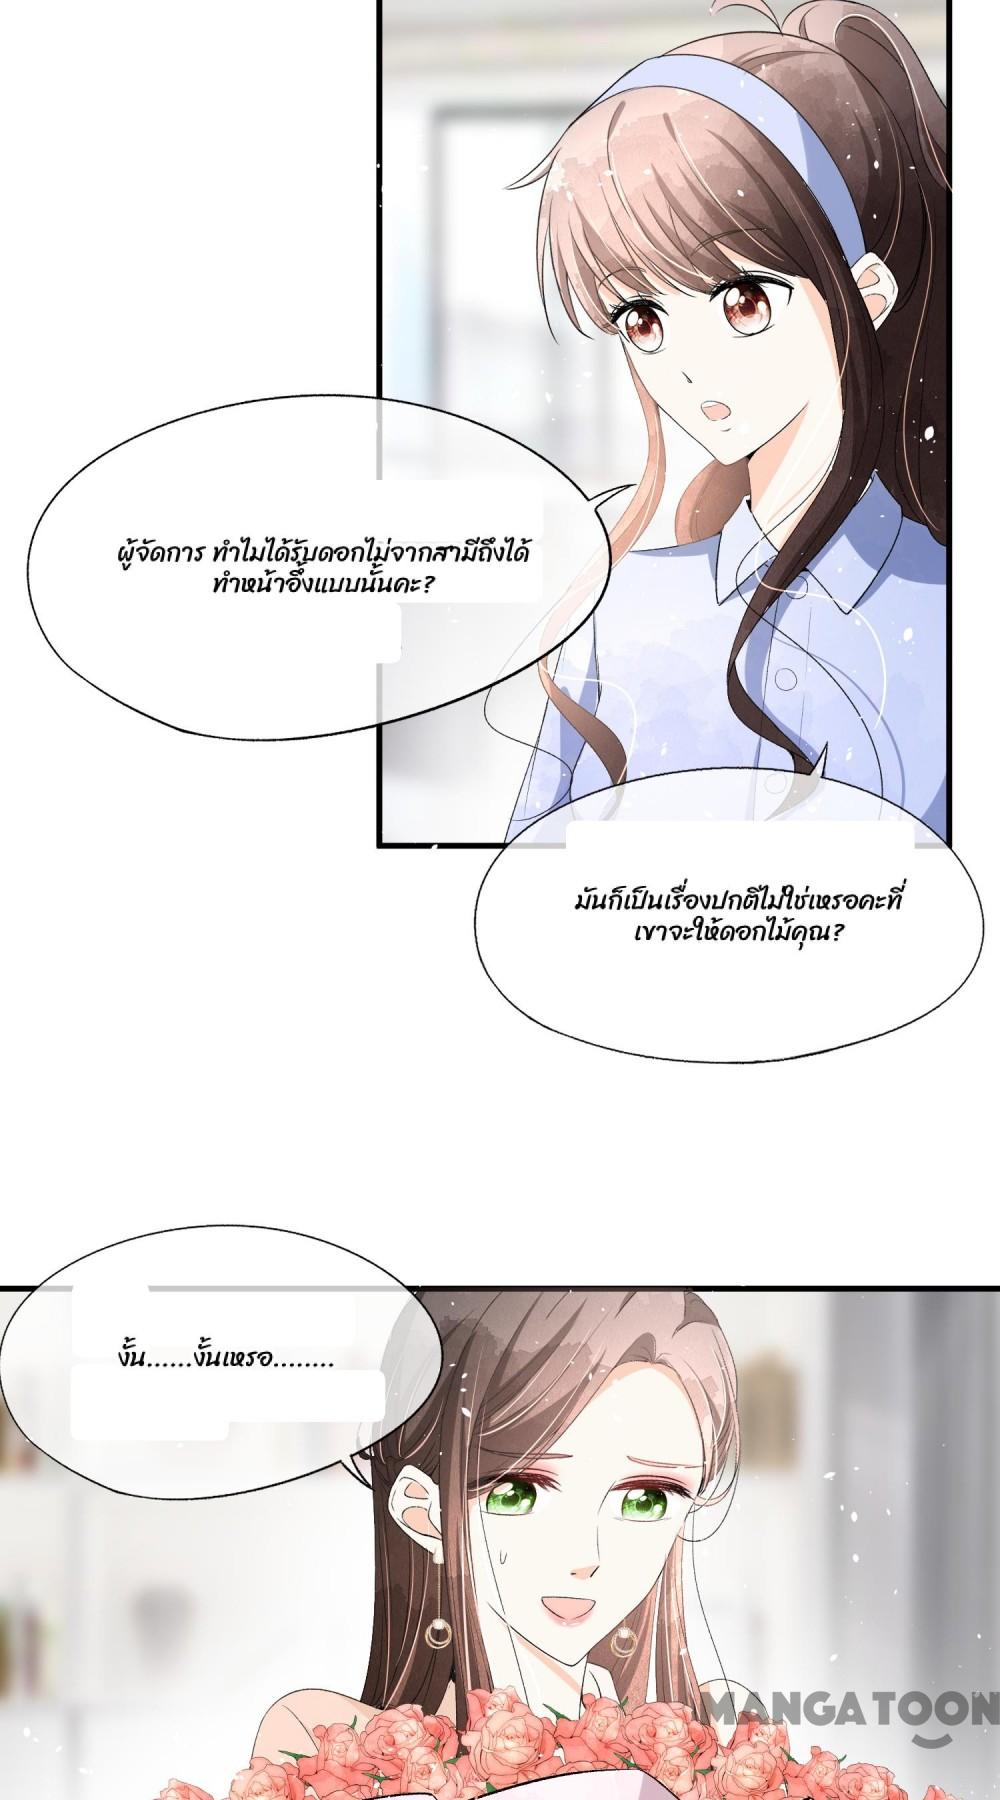 ผู้จัดการ ทำไมได้รับดอกไม่จากสามีถึงได้
ทำหน้าอึ้งแบบนั้นคะ?
มันก็เป็นเรื่องปกติไม่ใช่เหรอคะที่
เขาจะให้ดอกไม้คุณ?
งั้น......งั้นเหรอ........
MANGATOON